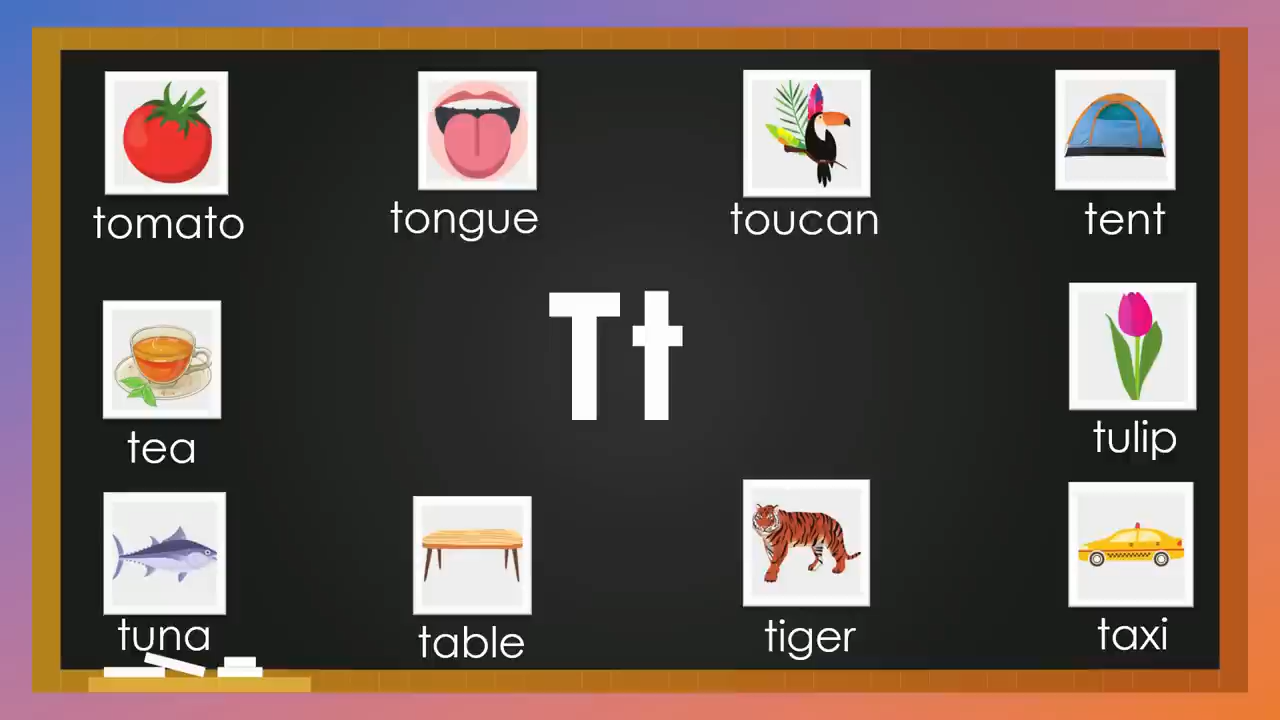 tomato
tongue
toucan
tent
Tt
tea
tulip
tuna
table
tiger
taxi